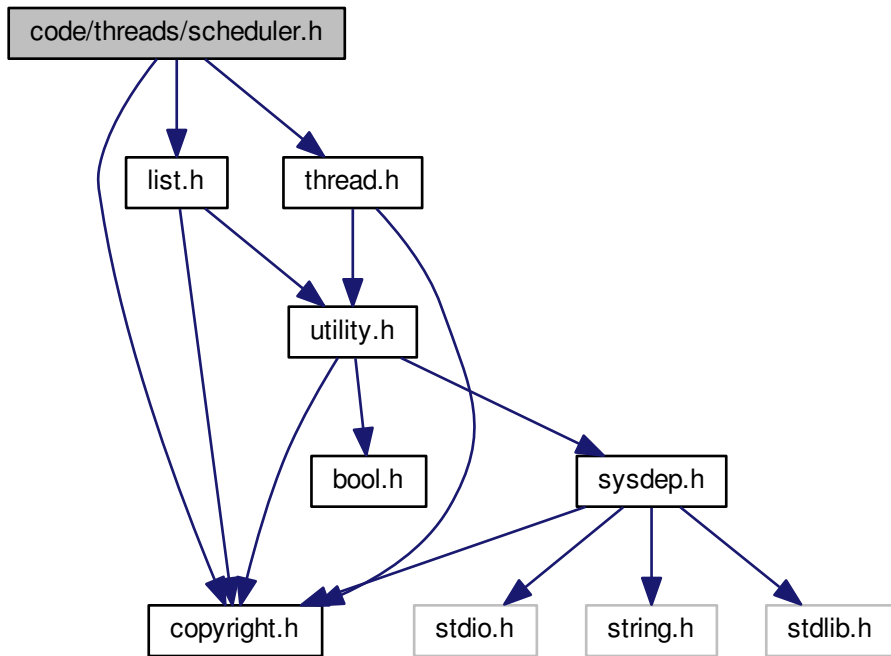 code/threads/scheduler.h
list.h
thread.h
utility.h
bool.h
sysdep.h
copyright.h
stdio.h
string.h
stdlib.h